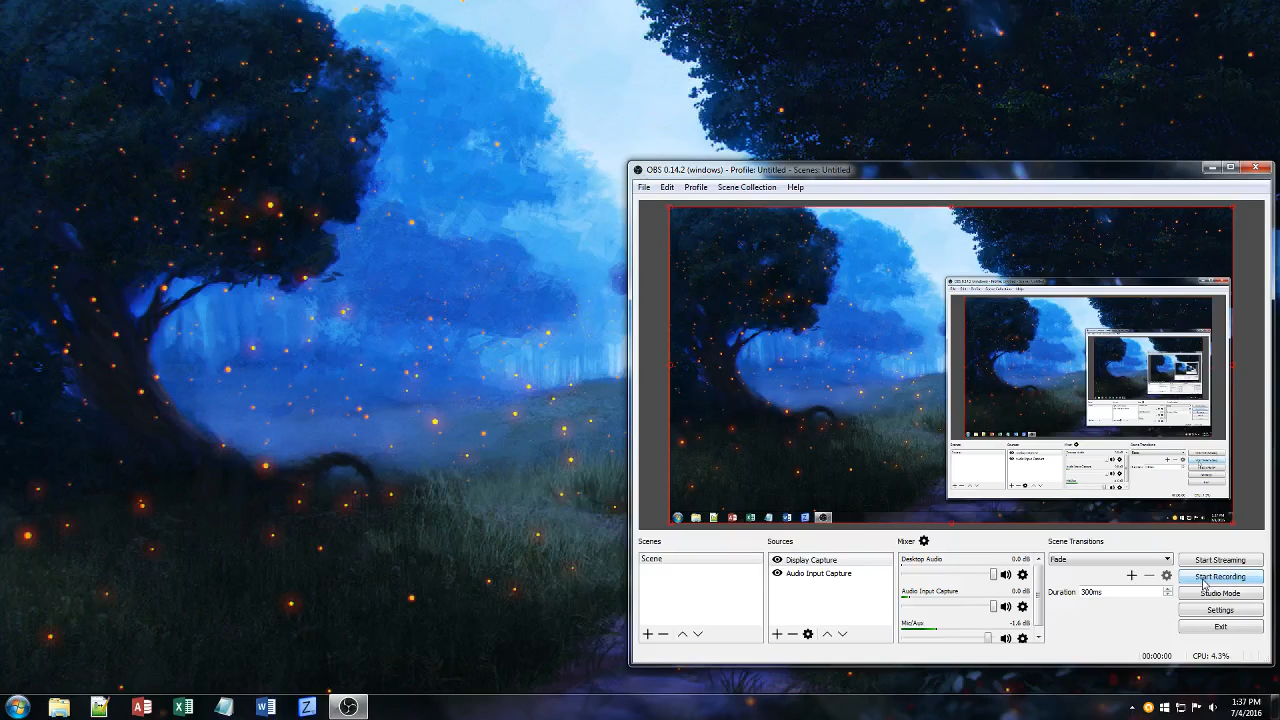 OBS 0.14.2 (windows) - Profile: Untitled - Scenes: Untitled
File Edit Profile Scene Collection Help
Scenes Sources Mixer Scene Transitions
Scene
Display Capture
Audio Input Capture
Desktop Audio 0.0 dB
Audio Input Capture 0.0 dB
Mic/Aux -1.6 dB
Fade
Duration 300ms
Start Streaming
Start Recording
Studio Mode
Settings
Exit
00:00:00 CPU: 4.3%
1:37 PM
7/4/2016